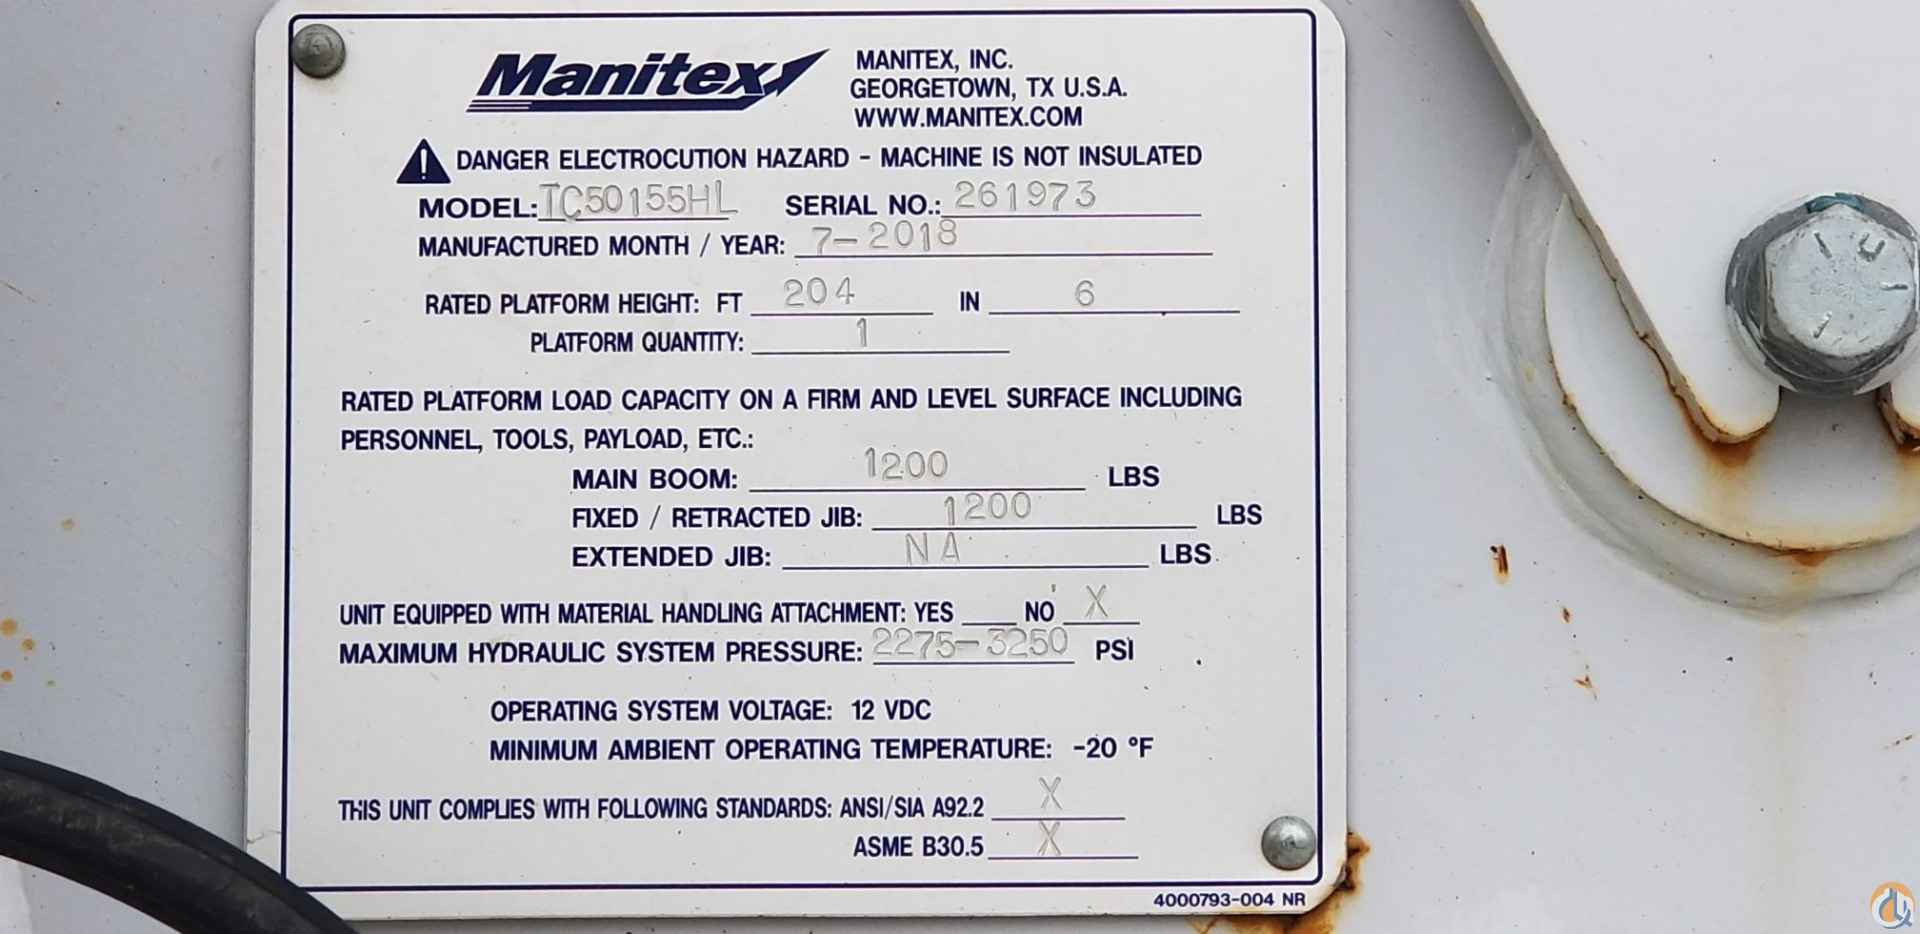 Manitex
MANITEX, INC.
GEORGETOWN, TX U.S.A.
WWW.MANITEX.COM
DANGER ELECTROCUTION HAZARD - MACHINE IS NOT INSULATED
MODEL: TC50155HL SERIAL NO.: 261973
MANUFACTURED MONTH / YEAR: 7-2018
RATED PLATFORM HEIGHT: FT 204 IN 6
PLATFORM QUANTITY: 1
RATED PLATFORM LOAD CAPACITY ON A FIRM AND LEVEL SURFACE INCLUDING
PERSONNEL, TOOLS, PAYLOAD, ETC.:
MAIN BOOM: 1200 LBS
FIXED / RETRACTED JIB: 1200 LBS
EXTENDED JIB: NA LBS
UNIT EQUIPPED WITH MATERIAL HANDLING ATTACHMENT: YES ___ NO X
MAXIMUM HYDRAULIC SYSTEM PRESSURE: 2275-3250 PSI
OPERATING SYSTEM VOLTAGE: 12 VDC
MINIMUM AMBIENT OPERATING TEMPERATURE: -20 °F
THIS UNIT COMPLIES WITH FOLLOWING STANDARDS: ANSI/SIA A92.2 X
ASME B30.5 X
4000793-004 NR